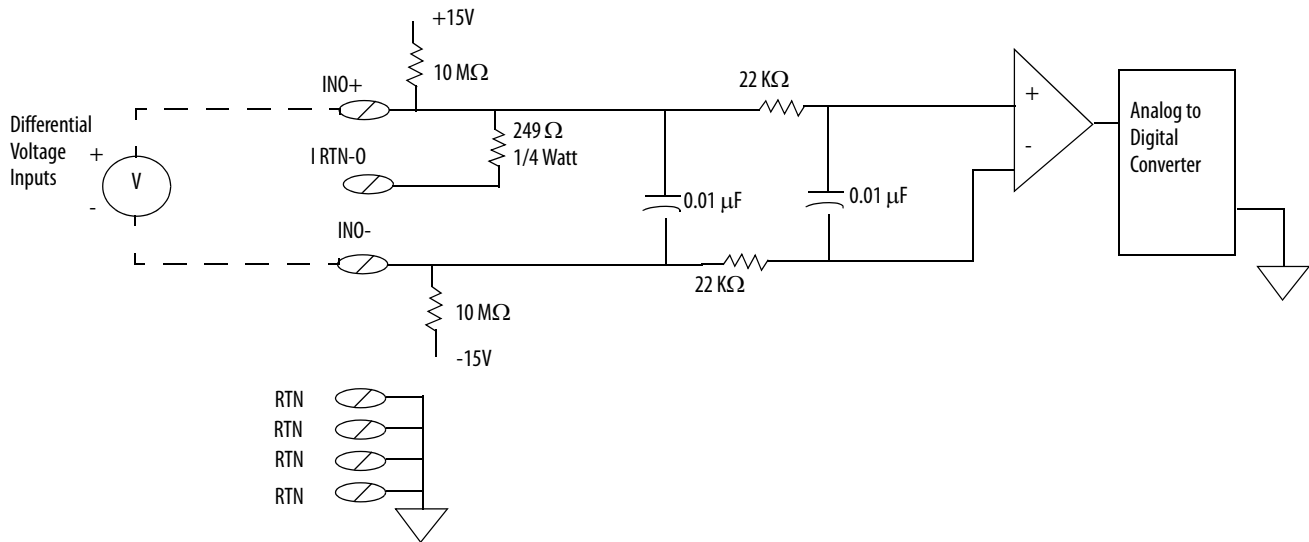 +15V
10 MΩ
IN0+
22 KΩ
Differential
Voltage
Inputs
+
V
-
249 Ω
1/4 Watt
I RTN-0
0.01 μF
0.01 μF
+
-
Analog to
Digital
Converter
IN0-
22 KΩ
10 MΩ
-15V
RTN
RTN
RTN
RTN